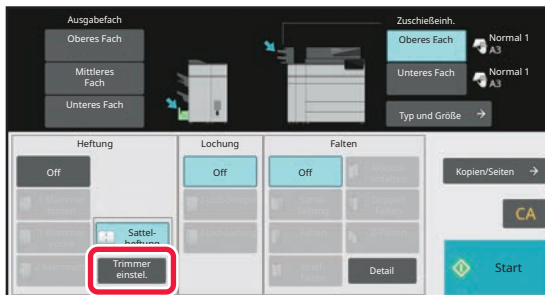 Ausgabefach
Oberes Fach
Mittleres
Fach
Unteres Fach
Zuschießeinh.
Oberes Each
Normal 1
A3
Unteres Fach
Normal 1
A3
Typ und Größe
Heftung
Off
Sattel-
heftung
Trimmer
einstel.
Lochung
Off
Falten
Off
Detail
Kopien/Seiten
CA
Start